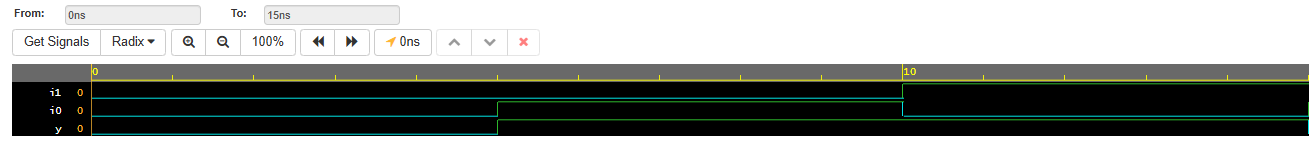 From: 0ns To: 15ns
Get Signals Radix 100% 0ns
0 10
i1 0
i0 0
y 0